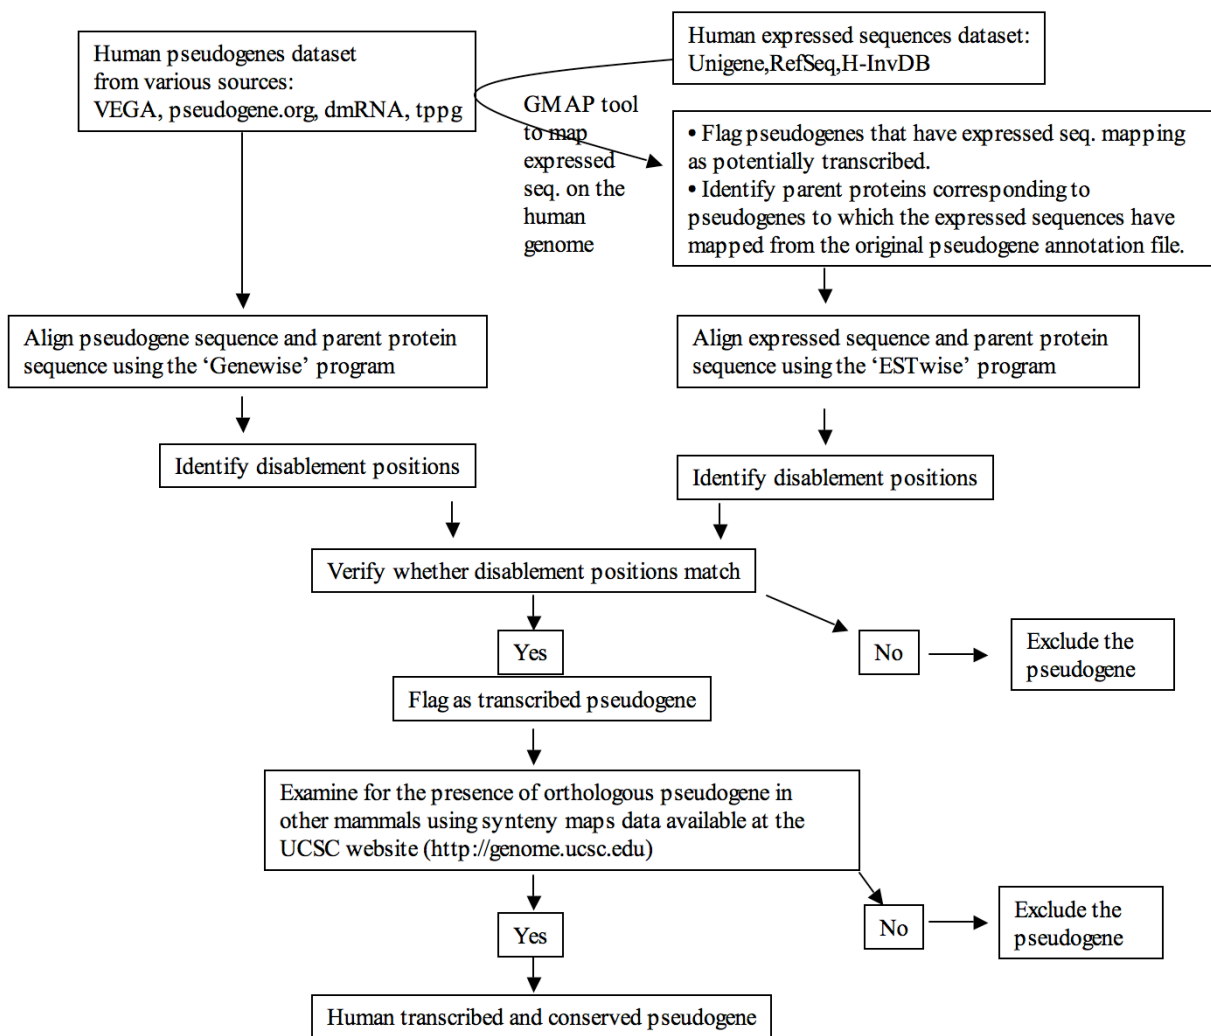 Human pseudogenes dataset
from various sources:
VEGA, pseudogene.org, dmRNA, tppg
Human expressed sequences dataset:
Unigene,RefSeq,H-InvDB
GMAP tool
to map
expressed
seq. on the
human
genome
• Flag pseudogenes that have expressed seq. mapping
as potentially transcribed.
• Identify parent proteins corresponding to
pseudogenes to which the expressed sequences have
mapped from the original pseudogene annotation file.
Align pseudogene sequence and parent protein
sequence using the ‘Genewise’ program
Align expressed sequence and parent protein
sequence using the ‘ESTwise’ program
Identify disablement positions
Identify disablement positions
Verify whether disablement positions match
Yes
No
Exclude the
pseudogene
Flag as transcribed pseudogene
Examine for the presence of orthologous pseudogene in
other mammals using synteny maps data available at the
UCSC website (http://genome.ucsc.edu)
Yes
No
Exclude the
pseudogene
Human transcribed and conserved pseudogene